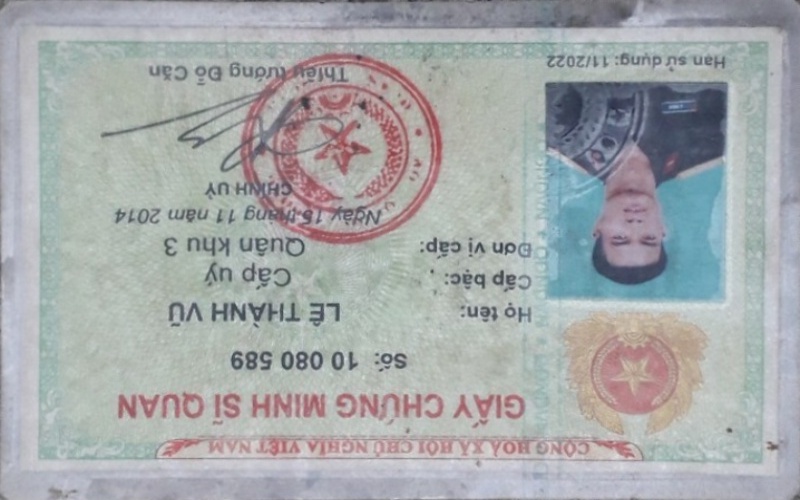 CỘNG HOÀ XÃ HỘI CHỦ NGHĨA VIỆT NAM
GIẤY CHỨNG MINH SĨ QUAN
Số: 10 080 589
Họ tên: LÊ THÀNH VŨ
Cấp bậc: Cấp uý
Đơn vị cấp: Quân khu 3
Ngày 15 tháng 11 năm 2014
CHÍNH UỶ
Thiếu tướng Đỗ Căn
Hạn sử dụng: 11/2022